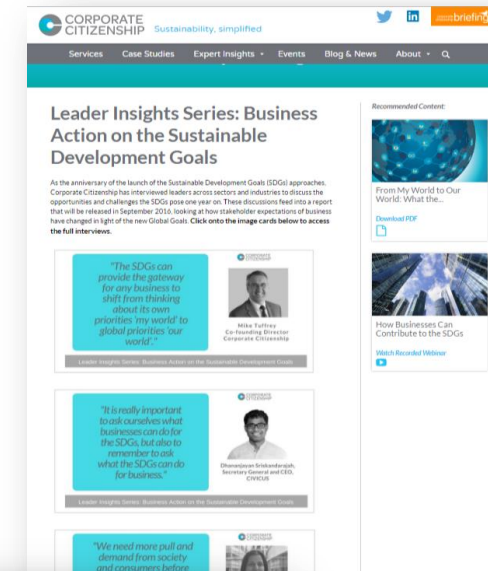 CORPORATE
CITIZENSHIP
Sustainability, simplified
briefing
Services Case Studies Expert Insights Events Blog & News About
Leader Insights Series: Business
Action on the Sustainable
Development Goals
As the anniversary of the launch of the Sustainable Development Goals (SDGs) approaches,
Corporate Citizenship has interviewed leaders across sectors and industries to discuss the
opportunities and challenges the SDGs pose one year on. These discussions feed into a report
that will be released in September 2016, looking at how stakeholder expectations of business
have changed in light of the new Global Goals. Click onto the image cards below to access
the full interviews.
"The SDGs can
provide the gateway
for any business to
shift from thinking
about its own
priorities 'my world' to
global priorities 'our
world'."
CORPORATE
CITIZENSHIP
Mike Tuffrey
Co-founding Director
Corporate Citizenship
Leader Insights Series: Business Action on the Sustainable Development Goals
"It is really important
to ask ourselves what
businesses can do for
the SDGs, but also to
remember to ask
what the SDGs can do
for business."
CORPORATE
CITIZENSHIP
Dhananjayan Sriskandarajah,
Secretary General and CEO,
CIVICUS
Leader Insights Series: Business Action on the Sustainable Development Goals
"We need more pull and
demand from society
and consumers before
CORPORATE
CITIZENSHIP
Recommended Content:
From My World to Our
World: What the...
Download PDF
How Businesses Can
Contribute to the SDGs
Watch Recorded Webinar